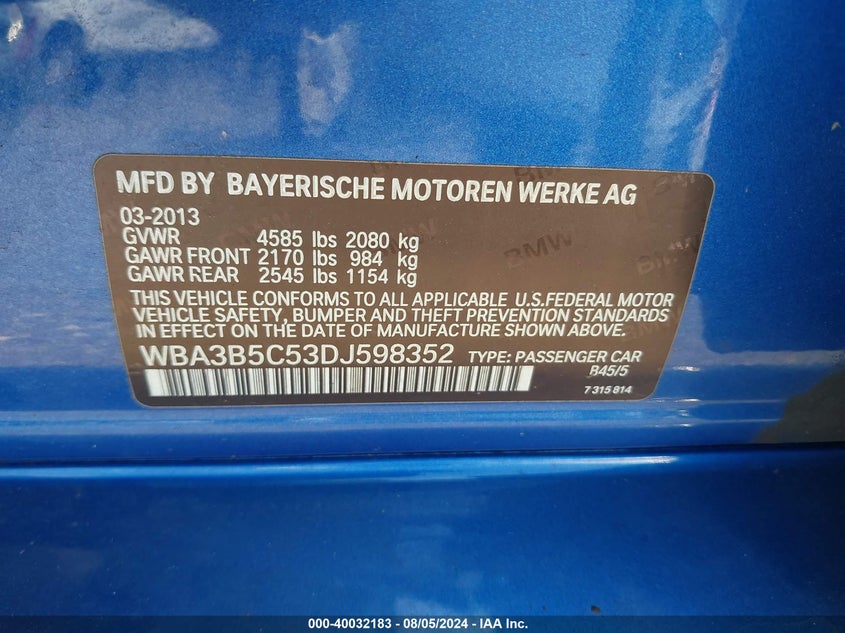 MFD BY BAYERISCHE MOTOREN WERKE AG
03-2013
GVWR 4585 lbs 2080 kg
GAWR FRONT 2170 lbs 984 kg
GAWR REAR 2545 lbs 1154 kg
THIS VEHICLE CONFORMS TO ALL APPLICABLE U.S.FEDERAL MOTOR
VEHICLE SAFETY, BUMPER AND THEFT PREVENTION STANDARDS
IN EFFECT ON THE DATE OF MANUFACTURE SHOWN ABOVE.
WBA3B5C53DJ598352 TYPE: PASSENGER CAR
B45/5
7 315 814
000-40032183 - 08/05/2024 - IAA Inc.